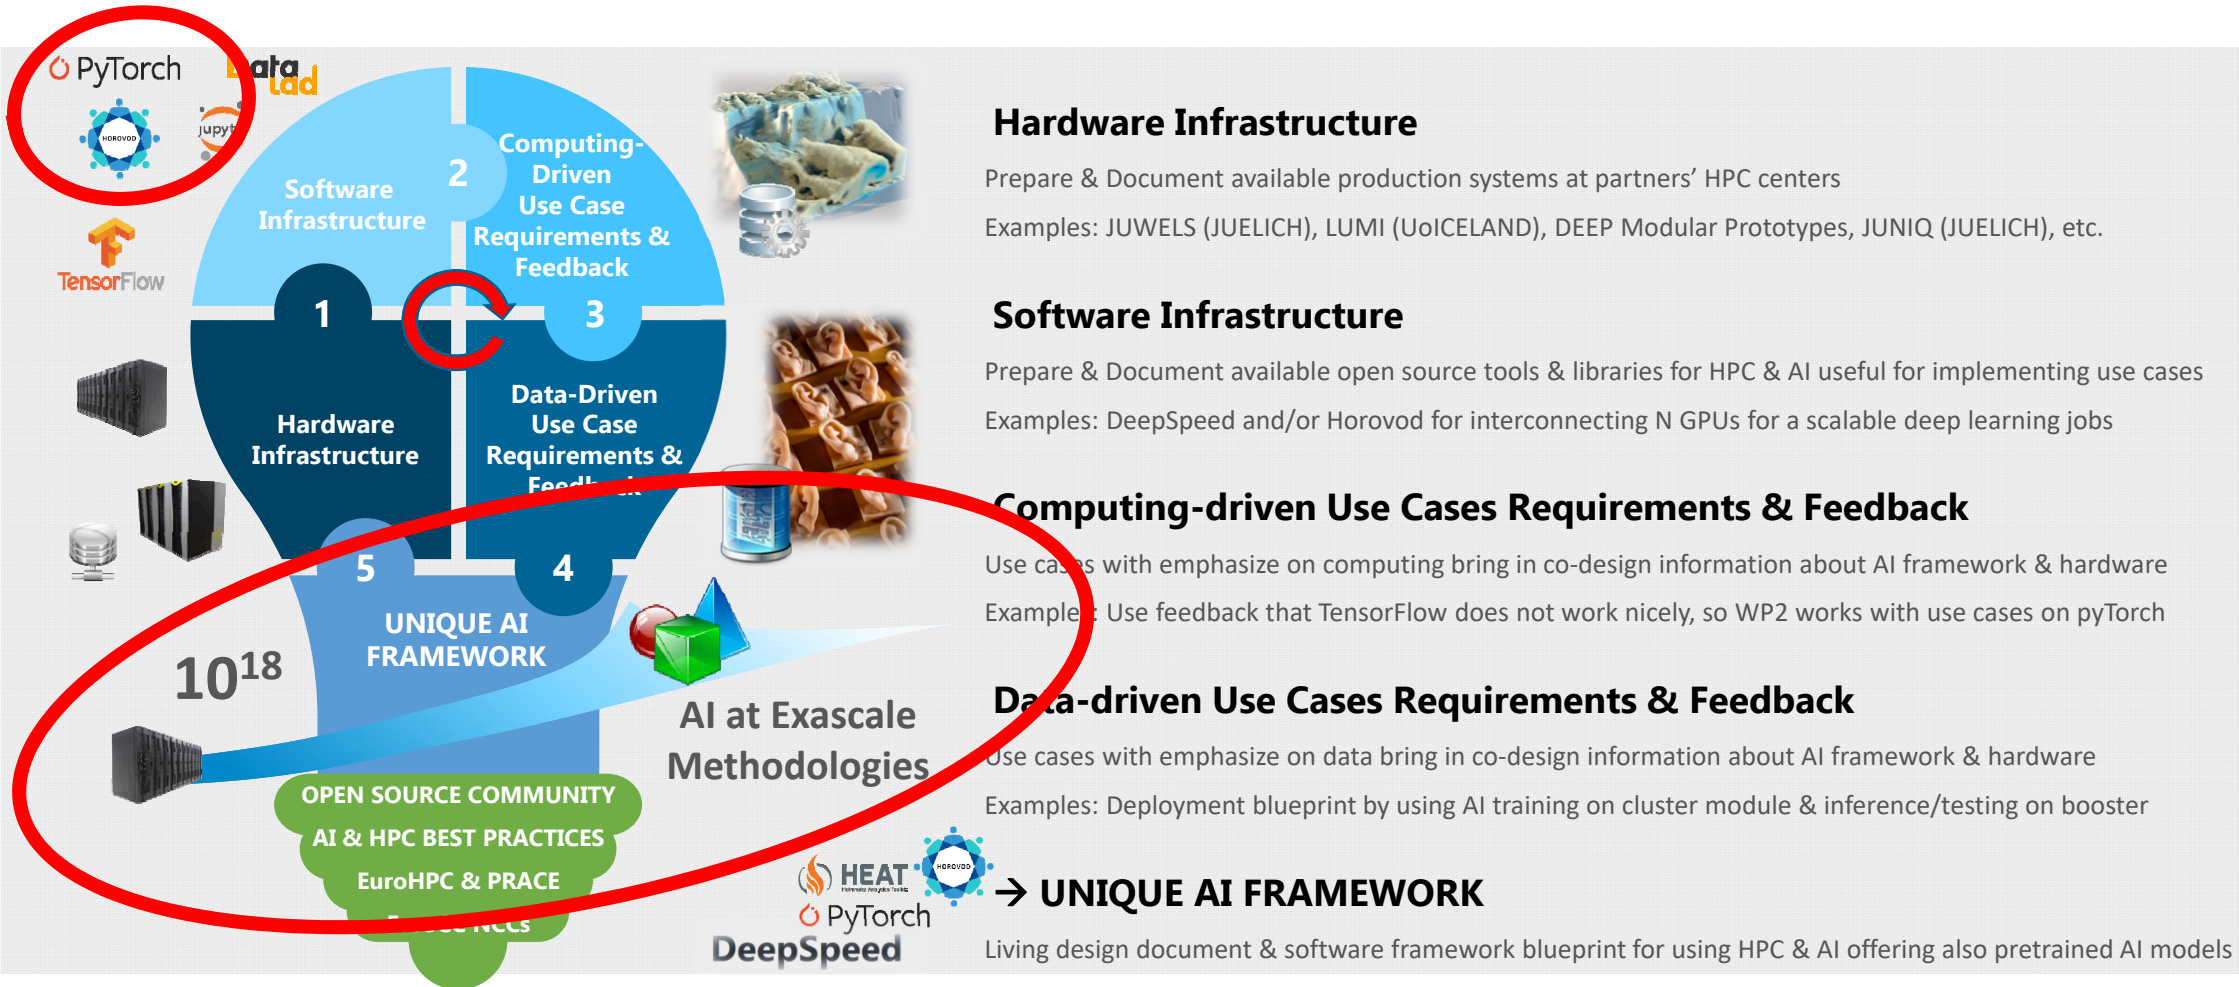 PyTorch
Data
Lad
HOROVOD
jupyt
TensorFlow
Software
Infrastructure
2
Computing-
Driven
Use Case
Requirements &
Feedback
1
3
Hardware
Infrastructure
Data-Driven
Use Case
Requirements &
Feedback
5
4
UNIQUE AI
FRAMEWORK
10¹⁸
AI at Exascale
Methodologies
OPEN SOURCE COMMUNITY
AI & HPC BEST PRACTICES
EuroHPC & PRACE
NCCs
HEAT
HOROVOD
PyTorch
DeepSpeed
Hardware Infrastructure
Prepare & Document available production systems at partners’ HPC centers
Examples: JUWELS (JUELICH), LUMI (UoICELAND), DEEP Modular Prototypes, JUNIQ (JUELICH), etc.
Software Infrastructure
Prepare & Document available open source tools & libraries for HPC & AI useful for implementing use cases
Examples: DeepSpeed and/or Horovod for interconnecting N GPUs for a scalable deep learning jobs
Computing-driven Use Cases Requirements & Feedback
Use cases with emphasize on computing bring in co-design information about AI framework & hardware
Examples: Use feedback that TensorFlow does not work nicely, so WP2 works with use cases on pyTorch
Data-driven Use Cases Requirements & Feedback
Use cases with emphasize on data bring in co-design information about AI framework & hardware
Examples: Deployment blueprint by using AI training on cluster module & inference/testing on booster
→ UNIQUE AI FRAMEWORK
Living design document & software framework blueprint for using HPC & AI offering also pretrained AI models